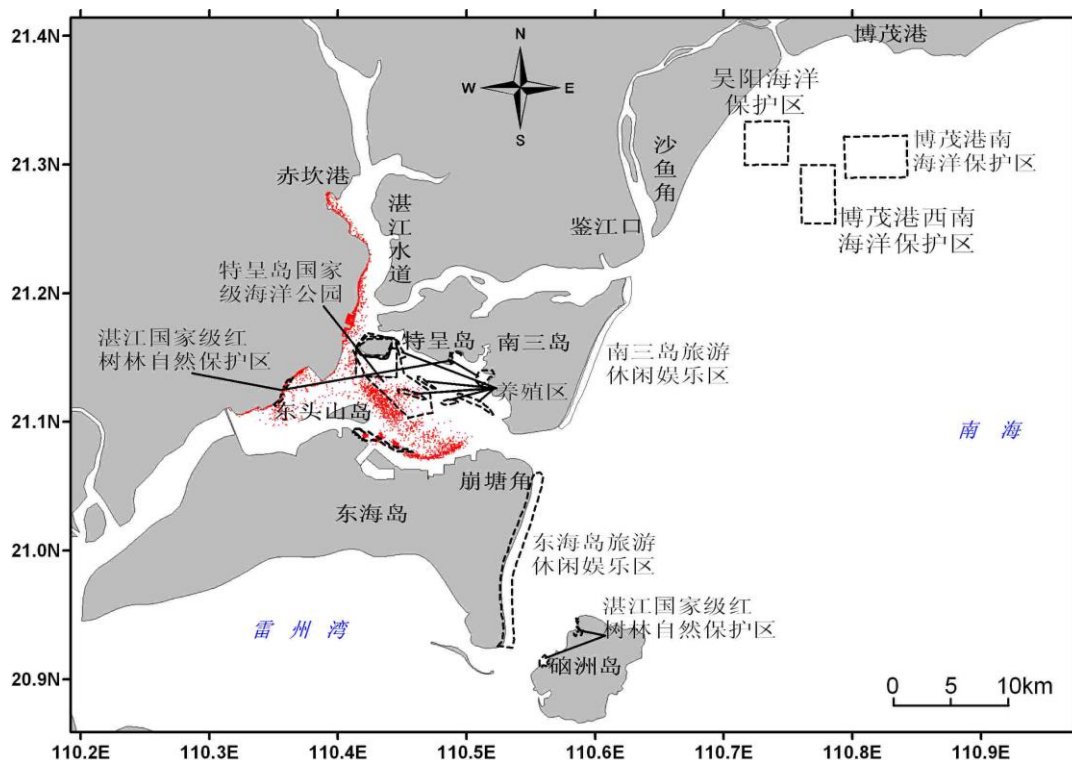 21.4N
21.3N
21.2N
21.1N
21.0N
20.9N
N
W
E
S
博茂港
吴阳海洋
保护区
沙鱼角
博茂港南
海洋保护区
赤坎港
湛江水道
鉴江口
博茂港西南
海洋保护区
特呈岛国家
级海洋公园
特呈岛
南三岛
湛江国家级红
树林自然保护区
南三岛旅游
休闲娱乐区
养殖区
东头山岛
南 海
崩塘角
东海岛
东海岛旅游
休闲娱乐区
湛江国家级红
树林自然保护区
雷 州 湾
硇洲岛
0 5 10km
110.2E 110.3E 110.4E 110.5E 110.6E 110.7E 110.8E 110.9E